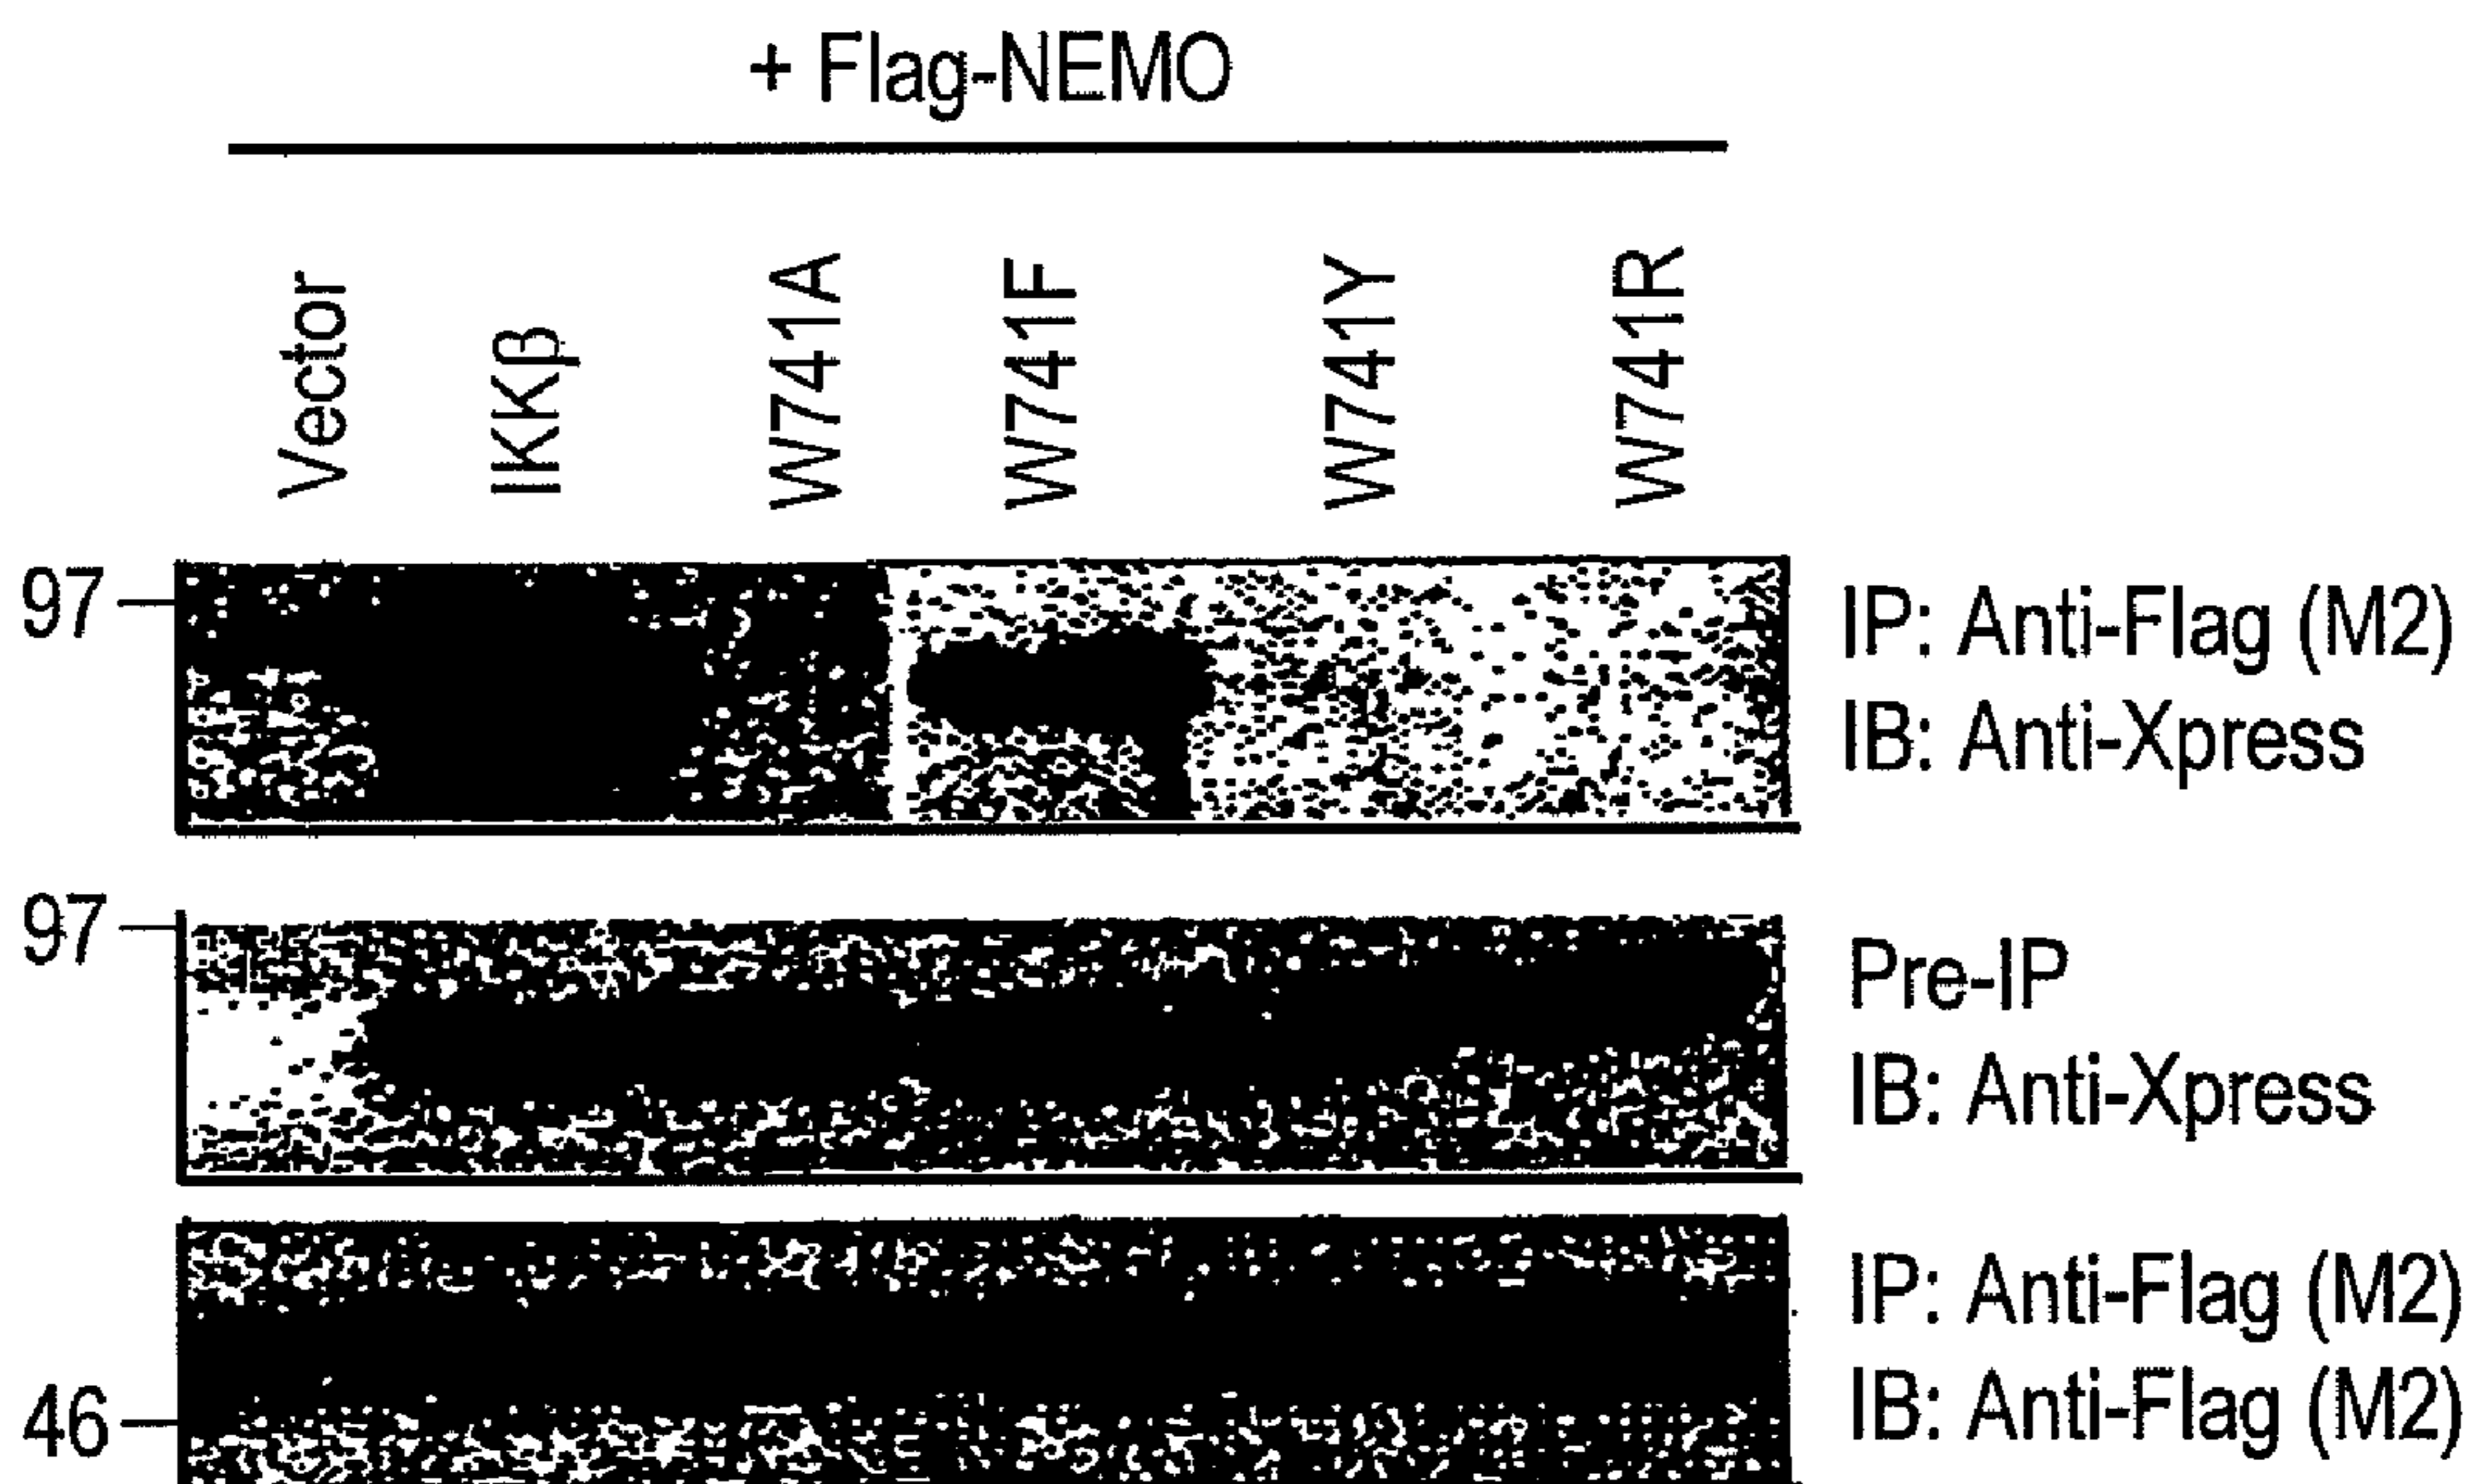 + Flag-NEMO
Vector
IKKβ
W741A
W741F
W741Y
W741R
97
IP: Anti-Flag (M2)
IB: Anti-Xpress
97
Pre-IP
IB: Anti-Xpress
IP: Anti-Flag (M2)
46
IB: Anti-Flag (M2)